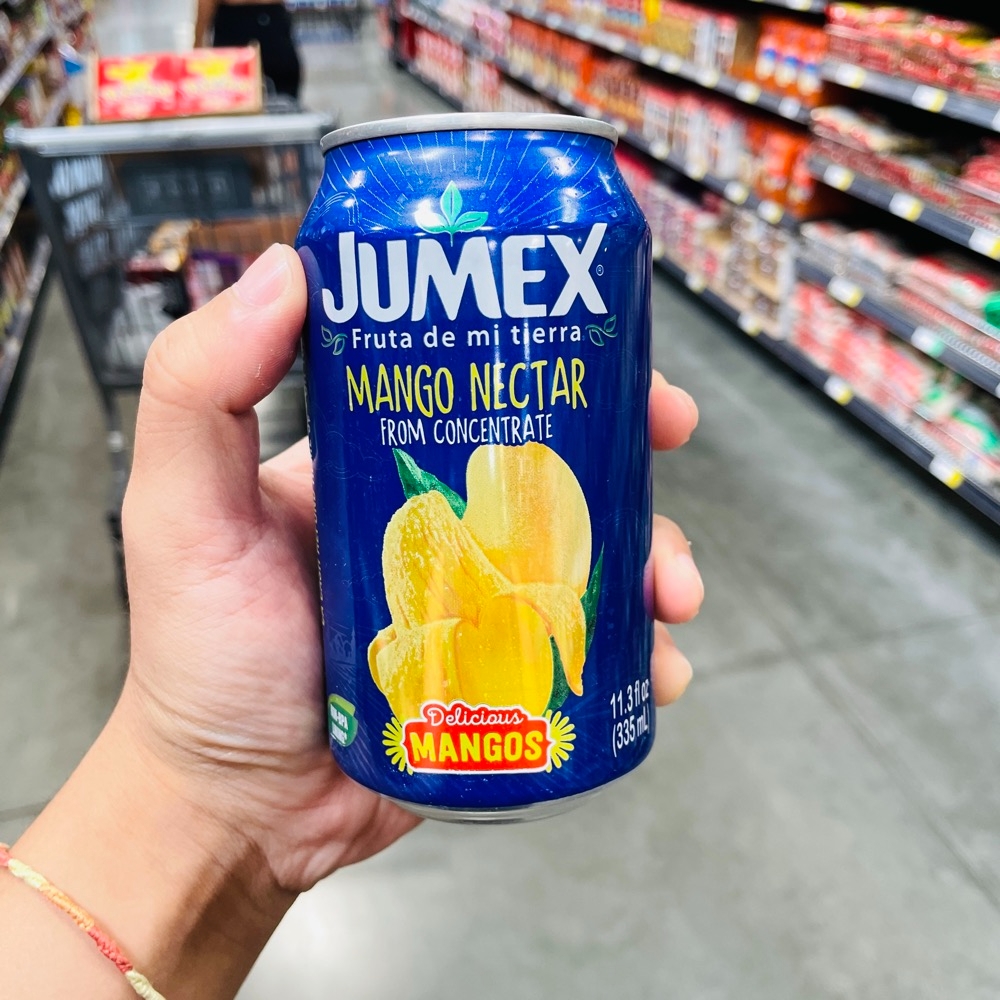 JUMEX®
Fruta de mi tierra
MANGO NECTAR
FROM CONCENTRATE
Delicious
MANGOS
11.3 fl oz
(335 mL)